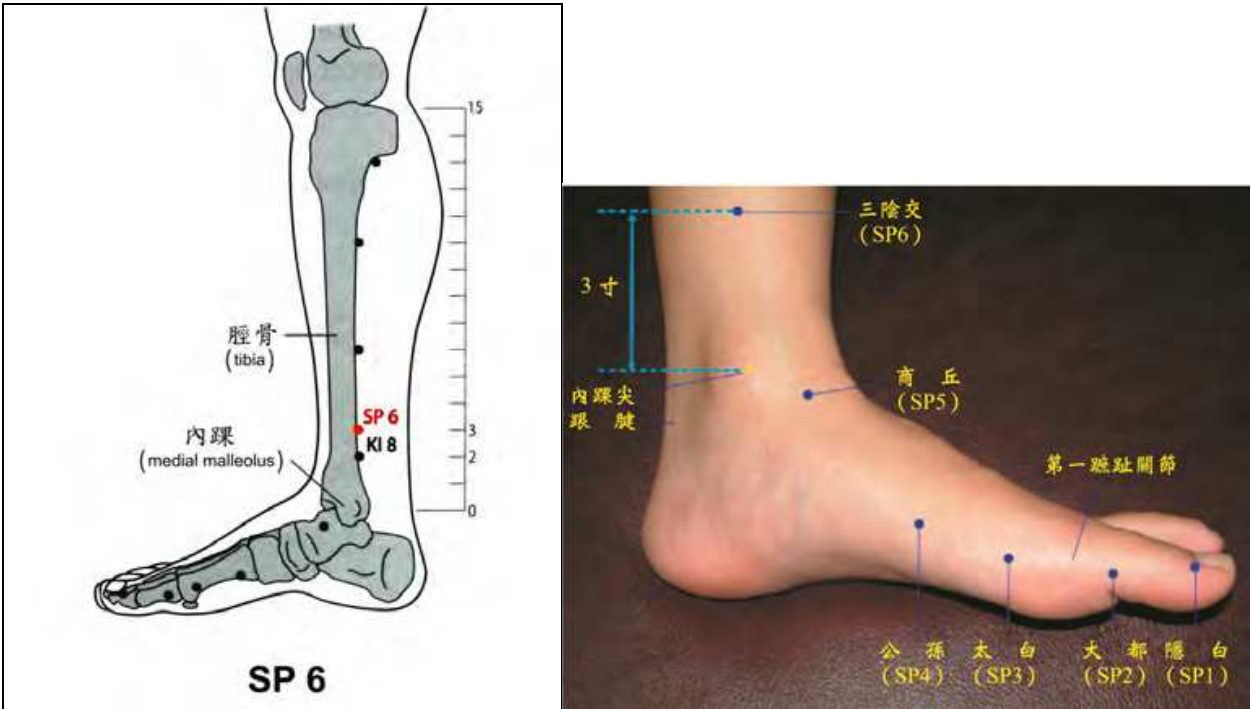 15
脛骨
(tibia)
SP 6
3
內踝
KI 8
2
(medial malleolus)
0
SP 6
三陰交
(SP6)
3 寸
內踝尖
跟腱
商丘
(SP5)
第一蹠趾關節
公孫 太白 大都 隱白
(SP4) (SP3) (SP2) (SP1)